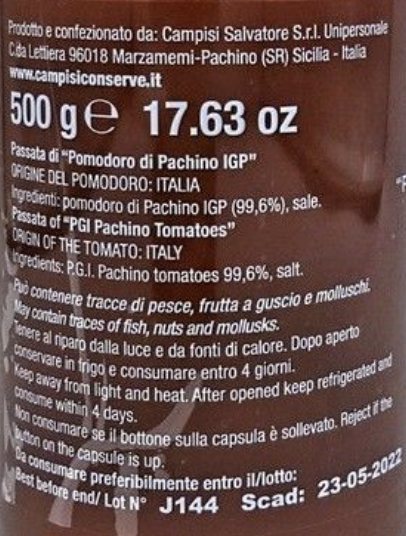 Prodotto e confezionato da: Campisi Salvatore S.r.l. Unipersonale
C.da Lettiera 96018 Marzamemi-Pachino (SR) Sicilia - Italia
www.campisiconserve.it
500 g e 17.63 oz
Passata di "Pomodoro di Pachino IGP"
ORIGINE DEL POMODORO: ITALIA
Ingredienti: pomodoro di Pachino IGP (99,6%), sale.
Passata of "PGI Pachino Tomatoes"
ORIGIN OF THE TOMATO: ITALY
Ingredients: P.G.I. Pachino tomatoes 99,6%, salt.
Può contenere tracce di pesce, frutta a guscio e molluschi.
May contain traces of fish, nuts and mollusks.
Tenere al riparo dalla luce e da fonti di calore. Dopo aperto
conservare in frigo e consumare entro 4 giorni.
Keep away from light and heat. After opened keep refrigerated and
consume within 4 days.
Non consumare se il bottone sulla capsula è sollevato. Reject if the
button on the capsule is up.
Da consumare preferibilmente entro il/lotto:
Best before end/ Lot N° J144 Scad: 23-05-2022